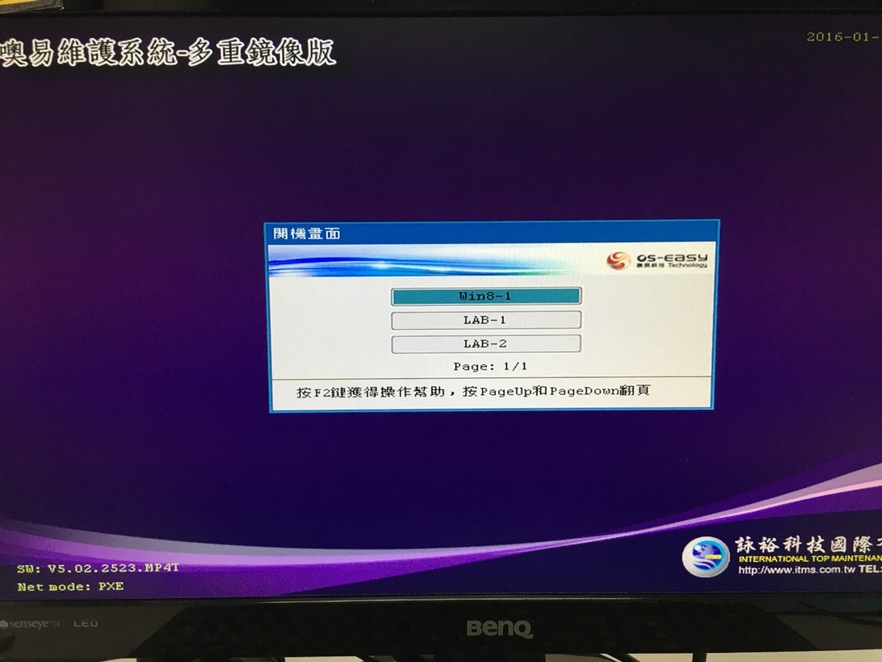 噢易維護系統-多重鏡像版
2016-01-
開機畫面
OS-EASY
Technology
Win8-1
LAB-1
LAB-2
Page: 1/1
按F2鍵獲得操作幫助，按PageUp和PageDown翻頁
詠裕科技國際
INTERNATIONAL TOP MAINTENAN
http://www.itms.com.tw TEL:
SW: V5.02.2523.MP4T
Net mode: PXE
senseye LED
BenQ